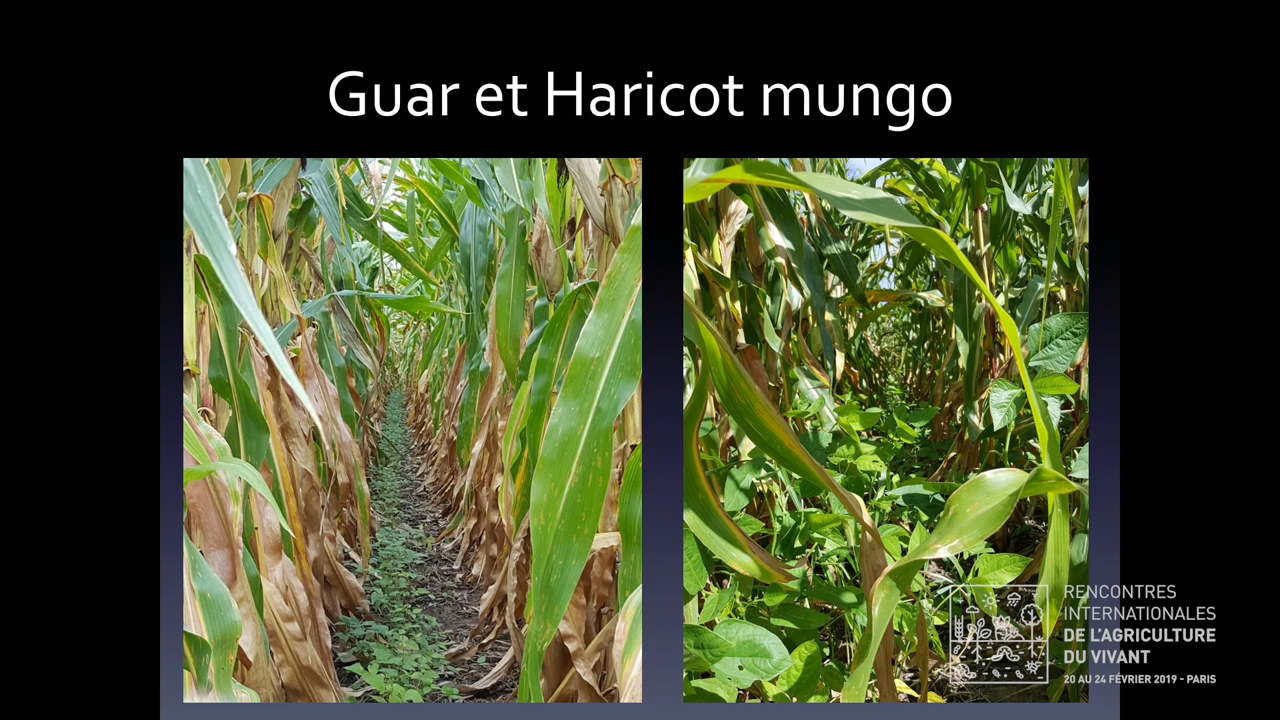 Guar et Haricot mungo
RENCONTRES
INTERNATIONALES
DE L'AGRICULTURE
DU VIVANT
20 AU 24 FÉVRIER 2019 - PARIS